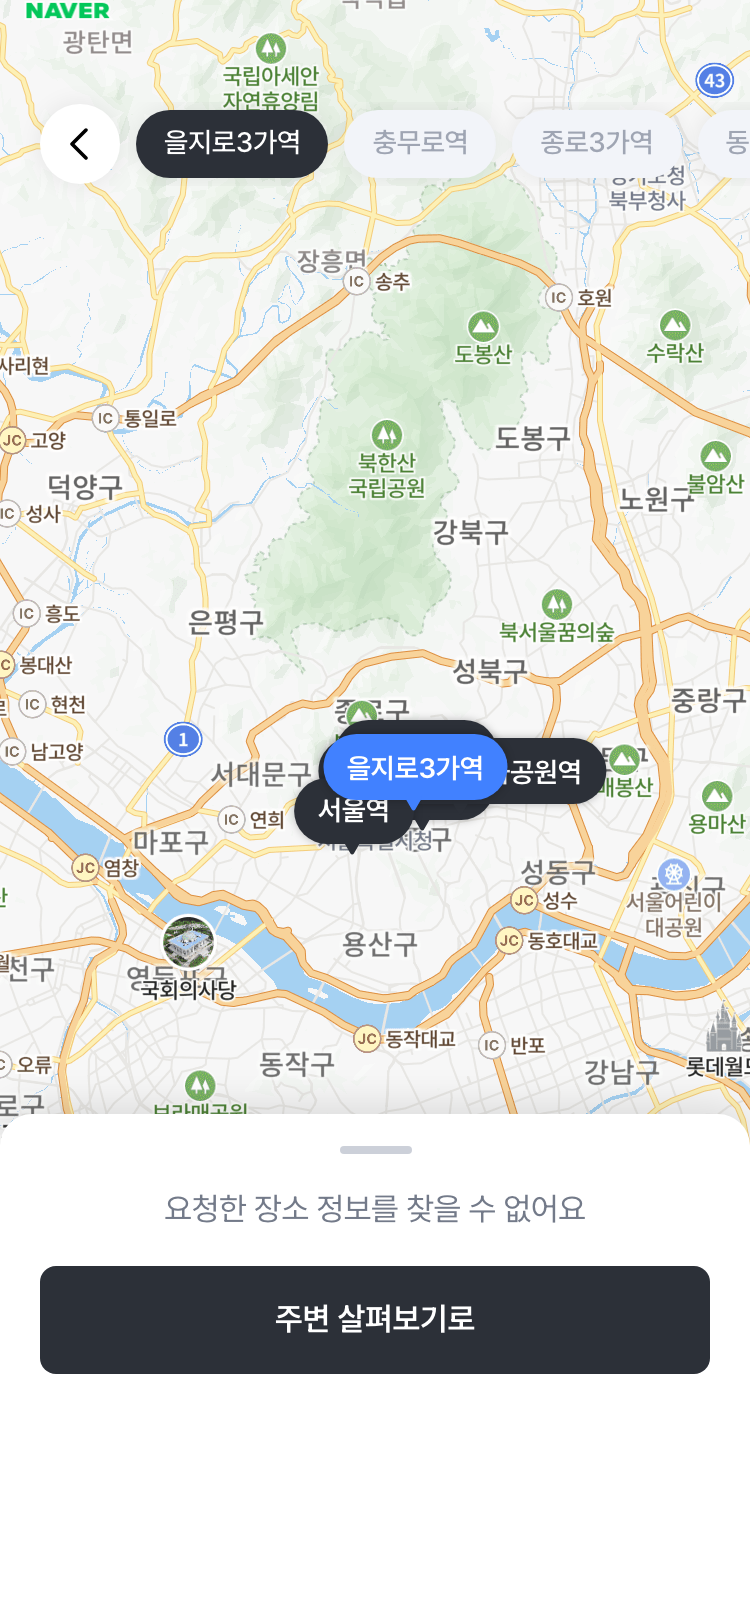 NAVER
광탄면
국립아세안
자연휴양림
43
을지로3가역
충무로역
종로3가역
동
북부청사
장흥면
IC 송추
IC 호원
도봉산
수락산
사리현
IC 통일로
JC 고양
도봉구
북한산
국립공원
덕양구
불암산
노원구
IC 성사
강북구
IC 흥도
은평구
북서울꿈의숲
봉대산
성북구
IC 현천
중랑구
1
IC 남고양
을지로3가역
공원역
서대문구
서울역
봉산
IC 연희
용마산
마포구
JC 염창
성동구
JC 성수
서울어린이
대공원
용산구
JC 동호대교
천구
국회의사당
JC 동작대교
IC 반포
오류
동작구
강남구
롯데월드
로구
보라매공원
요청한 장소 정보를 찾을 수 없어요
주변 살펴보기로